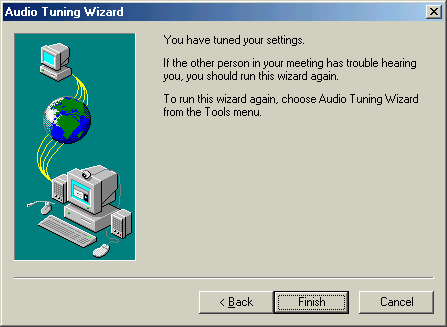 Audio Tuning Wizard
You have tuned your settings.
If the other person in your meeting has trouble hearing
you, you should run this wizard again.
To run this wizard again, choose Audio Tuning Wizard
from the Tools menu.
< Back
Finish
Cancel